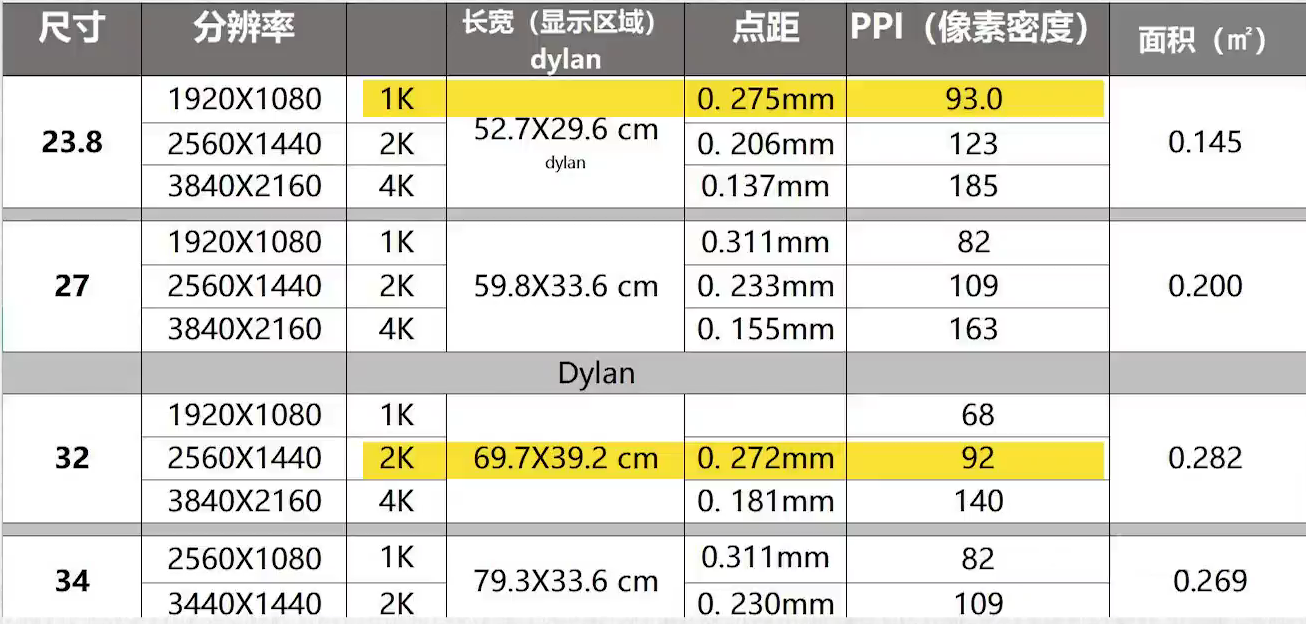 尺寸 分辨率 长宽（显示区域） dylan 点距 PPI（像素密度） 面积（㎡）
23.8 1920X1080 1K 52.7X29.6 cm dylan 0. 275mm 93.0 0.145
2560X1440 2K 0. 206mm 123
3840X2160 4K 0.137mm 185
27 1920X1080 1K 59.8X33.6 cm 0.311mm 82 0.200
2560X1440 2K 0. 233mm 109
3840X2160 4K 0. 155mm 163
Dylan
32 1920X1080 1K 68 0.282
2560X1440 2K 69.7X39.2 cm 0. 272mm 92
3840X2160 4K 0. 181mm 140
34 2560X1080 1K 79.3X33.6 cm 0.311mm 82 0.269
3440X1440 2K 0. 230mm 109